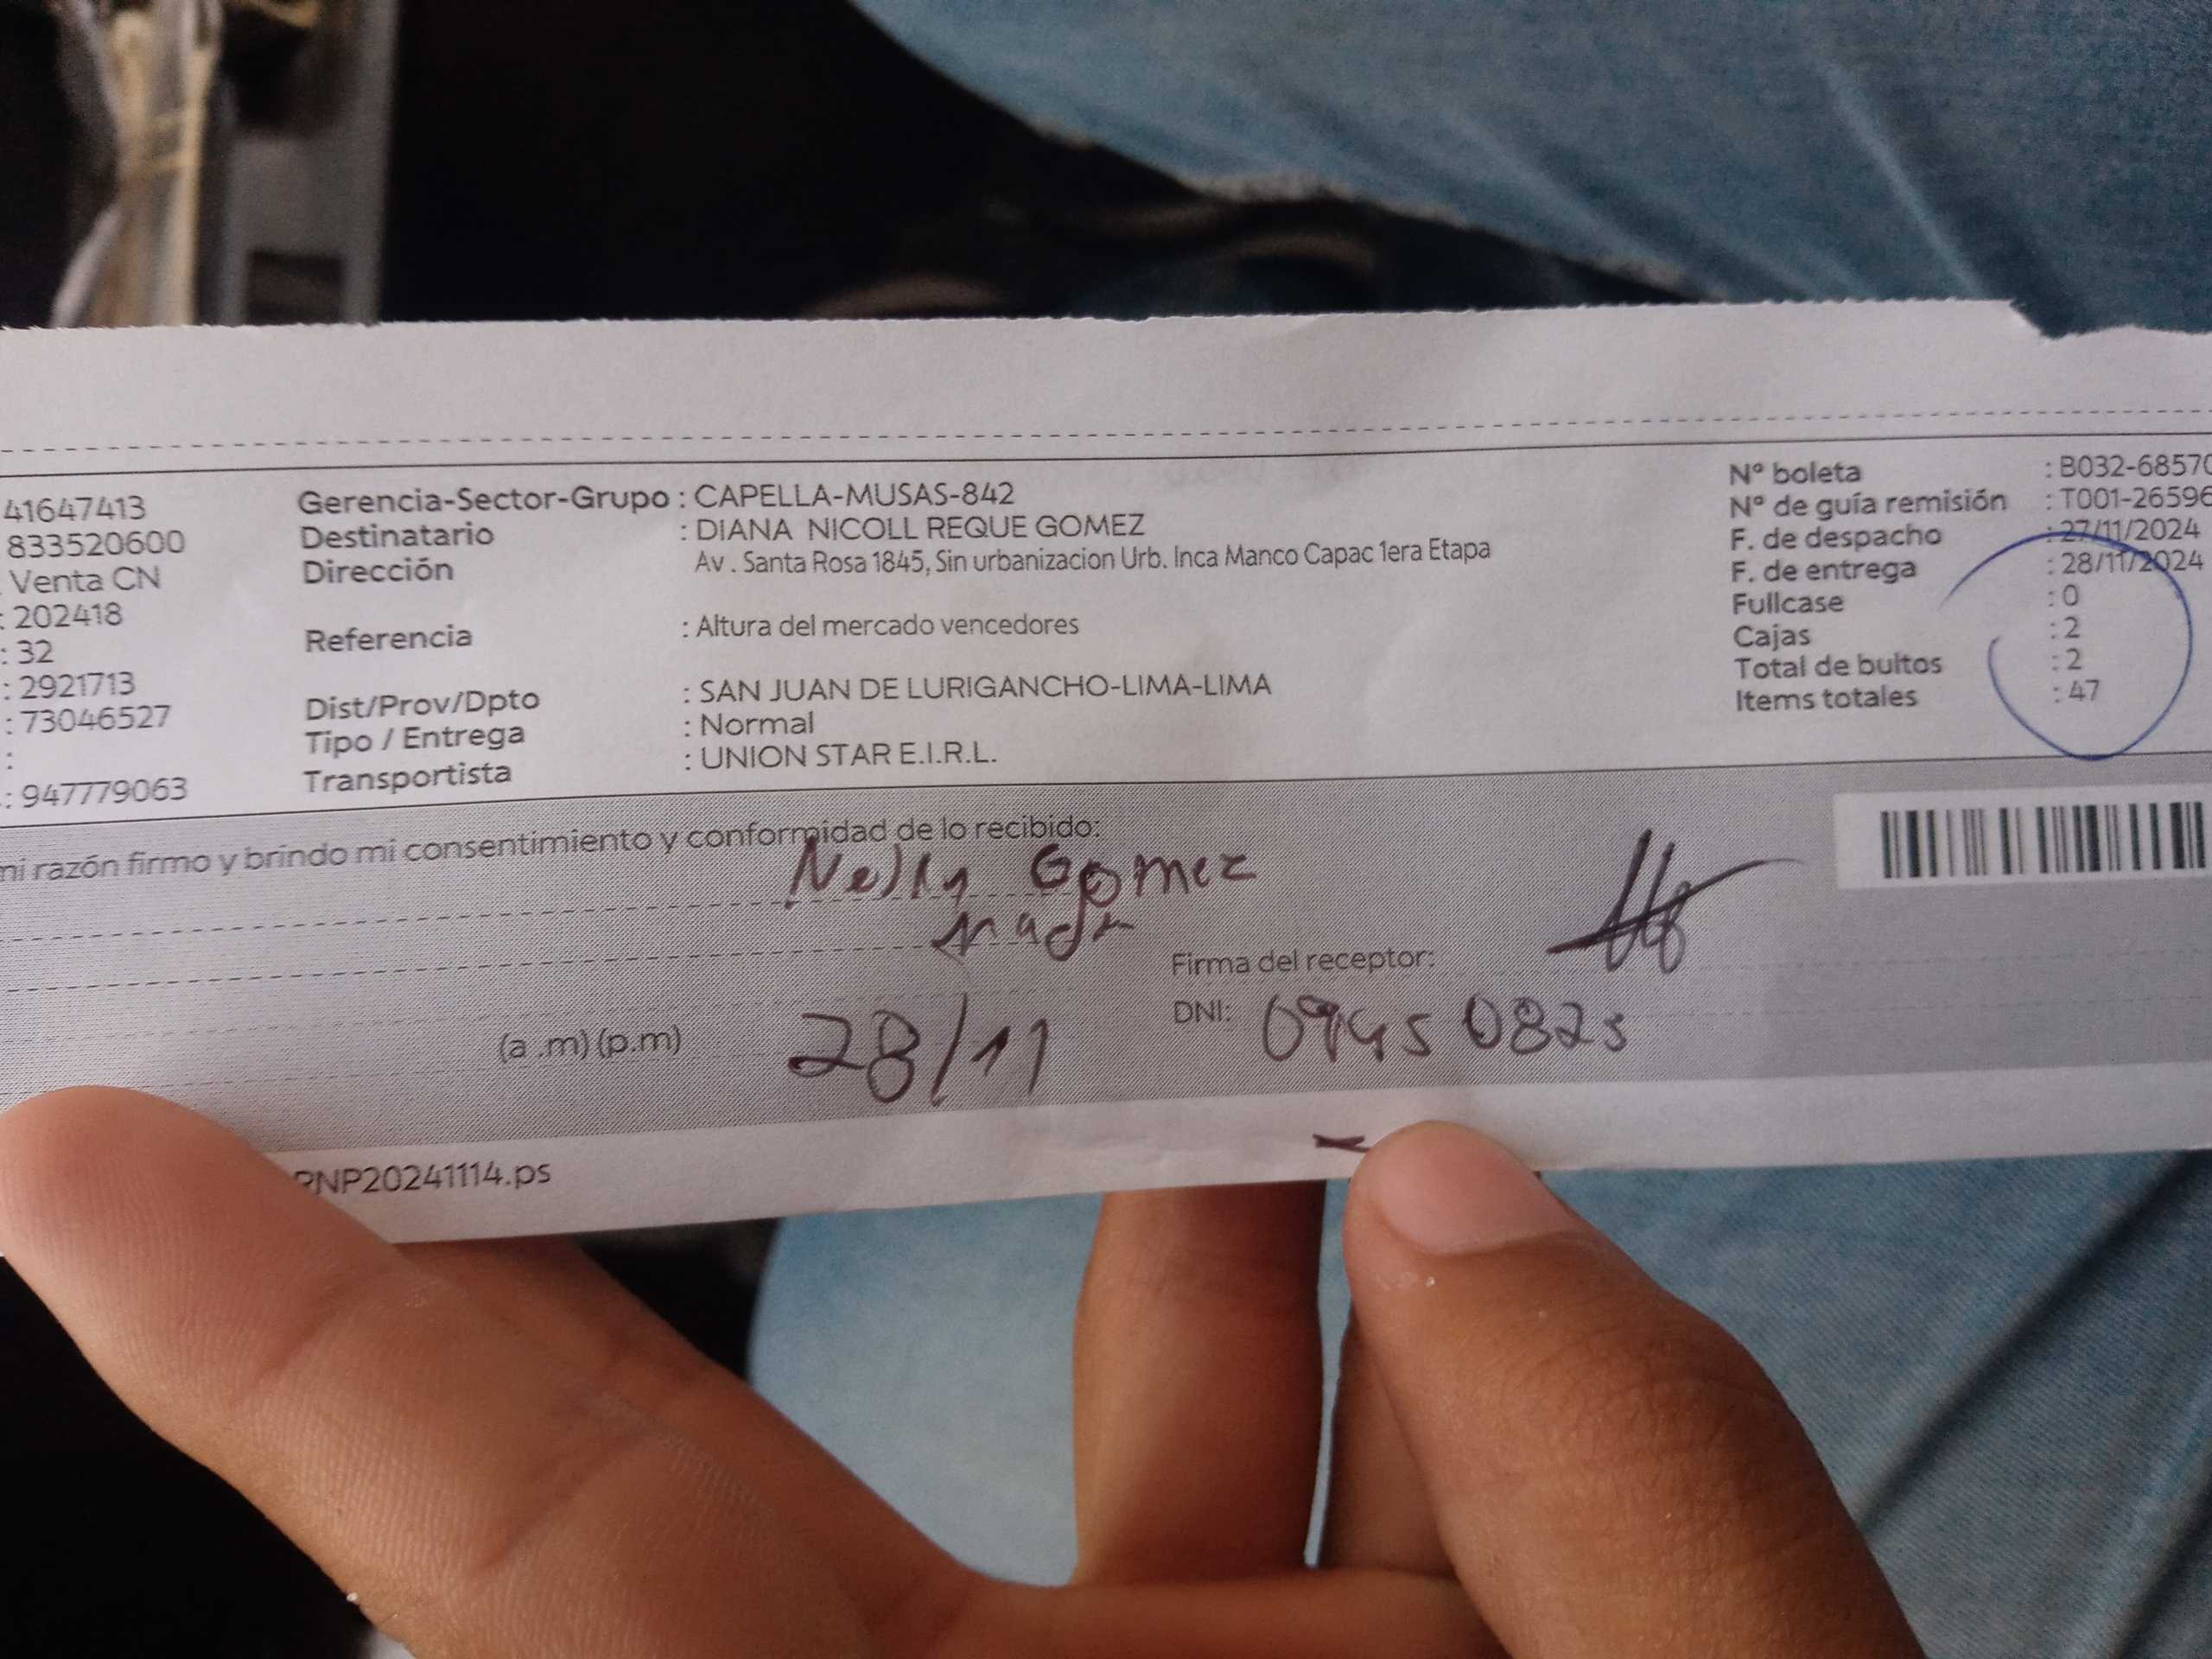 41647413
833520600
Venta CN
: 202418
: 32
: 2921713
: 73046527
:
: 947779063
Gerencia-Sector-Grupo : CAPELLA-MUSAS-842
Destinatario : DIANA NICOLL REQUE GOMEZ
Dirección Av. Santa Rosa 1845, Sin urbanizacion Urb. Inca Manco Capac 1era Etapa
Referencia : Altura del mercado vencedores
Dist/Prov/Dpto : SAN JUAN DE LURIGANCHO-LIMA-LIMA
Tipo / Entrega : Normal
Transportista : UNION STAR E.I.R.L.
Nº boleta : B032-68570
Nº de guía remisión : T001-26596
F. de despacho : 27/11/2024
F. de entrega : 28/11/2024
Fullcase : 0
Cajas : 2
Total de bultos : 2
Items totales : 47
mi razón firmo y brindo mi consentimiento y conformidad de lo recibido:
Nelly Gomez
Firma del receptor:
(a .m) (p.m) 28/11
DNI: 09450825
PNP20241114.ps